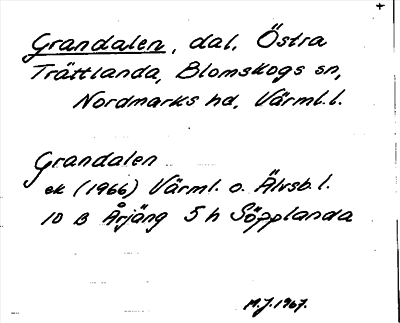 +
Grandalen, dal, Östra
Trättlanda, Blomskogs sn,
Nordmarks hd, Värml. l.
Grandalen
ek (1966) Värml. o. Älvsb. l.
10 B Årjäng 5 h Söpplanda
M.J. 1967.